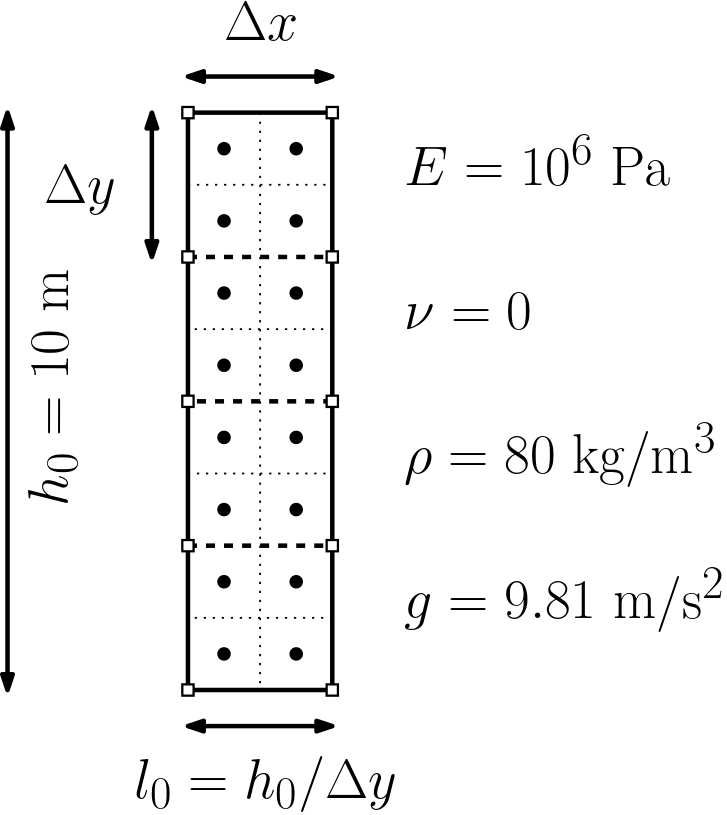 Δx
Δy
h₀ = 10 m
E = 10⁶ Pa
ν = 0
ρ = 80 kg/m³
g = 9.81 m/s²
l₀ = h₀/Δy